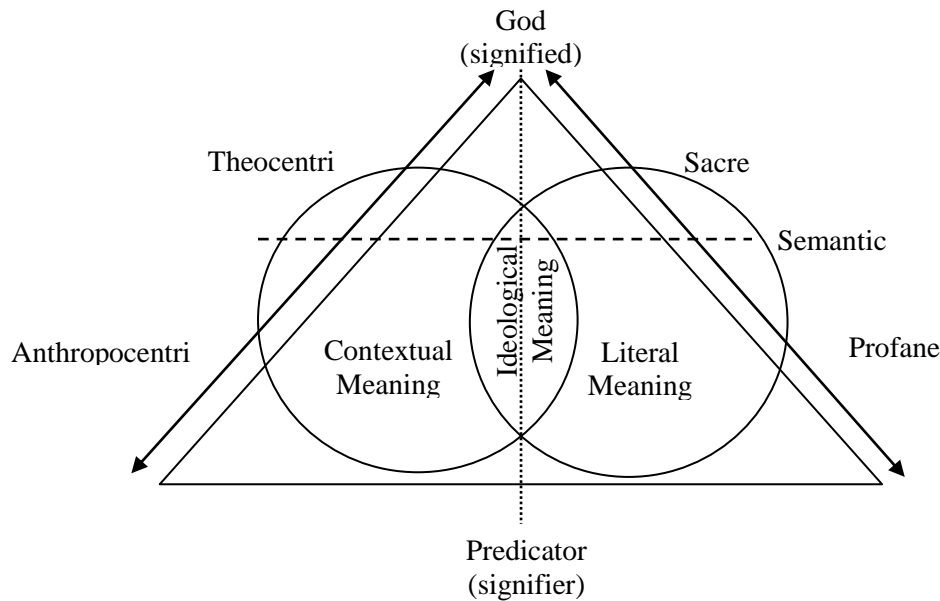 God
(signified)
Theocentri
Sacre
Semantic
Ideological
Meaning
Anthropocentri
Contextual
Meaning
Literal
Meaning
Profane
Predicator
(signifier)